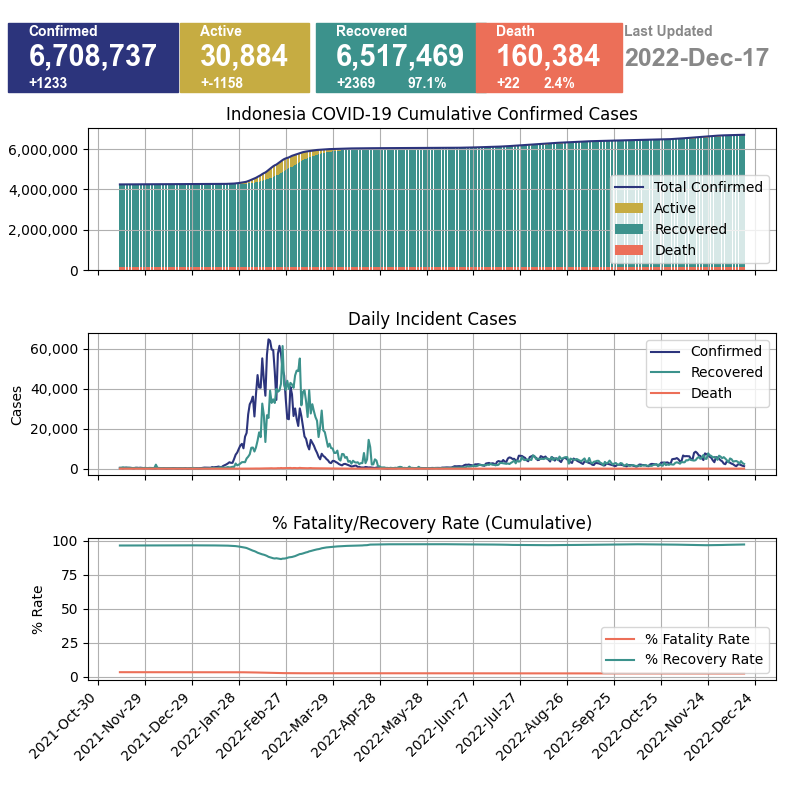 Confirmed
6,708,737
+1233
Active
30,884
+-1158
Recovered
6,517,469
+2369 97.1%
Death
160,384
+22 2.4%
Last Updated
2022-Dec-17
Indonesia COVID-19 Cumulative Confirmed Cases
6,000,000
4,000,000
2,000,000
0
Total Confirmed
Active
Recovered
Death
Daily Incident Cases
Cases
60,000
40,000
20,000
0
Confirmed
Recovered
Death
% Fatality/Recovery Rate (Cumulative)
% Rate
100
75
50
25
0
% Fatality Rate
% Recovery Rate
2021-Oct-30
2021-Nov-29
2021-Dec-29
2022-Jan-28
2022-Feb-27
2022-Mar-29
2022-Apr-28
2022-May-28
2022-Jun-27
2022-Jul-27
2022-Aug-26
2022-Sep-25
2022-Oct-25
2022-Nov-24
2022-Dec-24